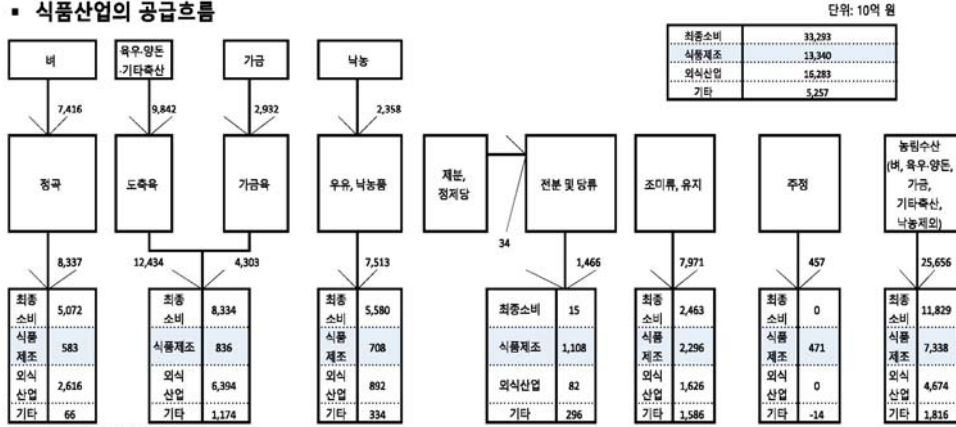 ▪ 식품산업의 공급흐름
단위: 10억 원
최종소비 33,293
식품제조 13,340
외식산업 16,283
기타 5,257
벼
육우·양돈
·기타축산
가금
낙농
7,416
9,842
2,932
2,358
정곡
도축육
가금육
우유, 낙농품
제분,
정제당
전분 및 당류
조미류, 유지
주정
농림수산
(벼, 육우·양돈,
가금,
기타축산,
낙농제외)
34
8,337
12,434
4,303
7,513
1,466
7,971
457
25,656
최종
소비 5,072
식품
제조 583
외식
산업 2,616
기타 66
최종
소비 8,334
식품제조 836
외식
산업 6,394
기타 1,174
최종
소비 5,580
식품
제조 708
외식
산업 892
기타 334
최종소비 15
식품제조 1,108
외식산업 82
기타 296
최종
소비 2,463
식품
제조 2,296
외식
산업 1,626
기타 1,586
최종
소비 0
식품
제조 471
외식
산업 0
기타 -14
최종
소비 11,829
식품
제조 7,338
외식
산업 4,674
기타 1,816